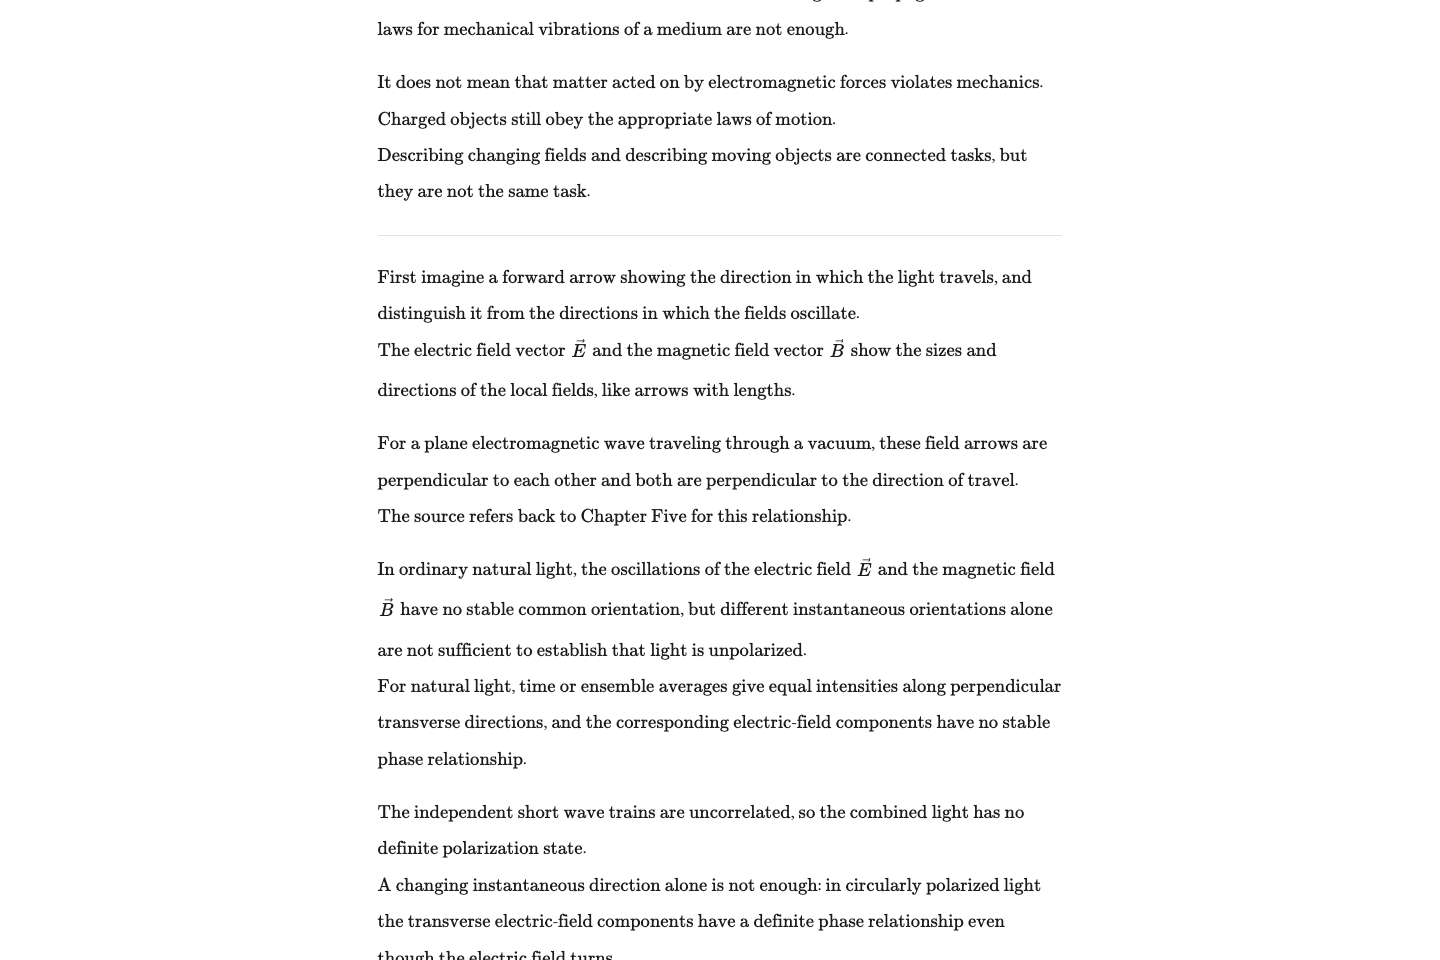 laws for mechanical vibrations of a medium are not enough.
It does not mean that matter acted on by electromagnetic forces violates mechanics.
Charged objects still obey the appropriate laws of motion.
Describing changing fields and describing moving objects are connected tasks, but
they are not the same task.
First imagine a forward arrow showing the direction in which the light travels, and
distinguish it from the directions in which the fields oscillate.
The electric field vector $\vec{E}$ and the magnetic field vector $\vec{B}$ show the sizes and
directions of the local fields, like arrows with lengths.
For a plane electromagnetic wave traveling through a vacuum, these field arrows are
perpendicular to each other and both are perpendicular to the direction of travel.
The source refers back to Chapter Five for this relationship.
In ordinary natural light, the oscillations of the electric field $\vec{E}$ and the magnetic field
$\vec{B}$ have no stable common orientation, but different instantaneous orientations alone
are not sufficient to establish that light is unpolarized.
For natural light, time or ensemble averages give equal intensities along perpendicular
transverse directions, and the corresponding electric-field components have no stable
phase relationship.
The independent short wave trains are uncorrelated, so the combined light has no
definite polarization state.
A changing instantaneous direction alone is not enough: in circularly polarized light
the transverse electric-field components have a definite phase relationship even
though the electric field turns.